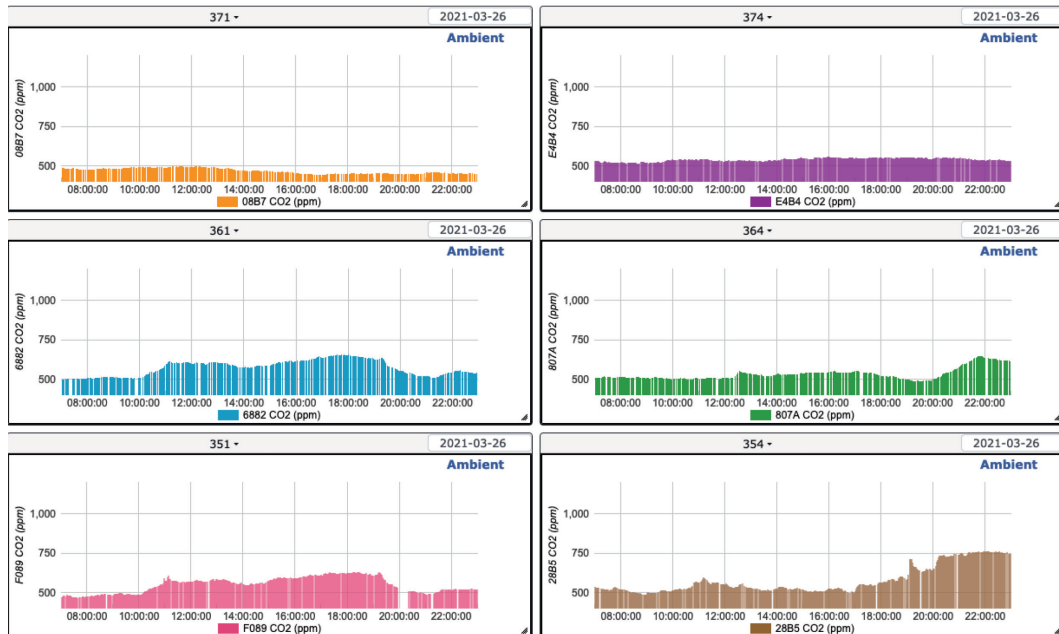 371 ▾ 2021-03-26
Ambient
08B7 CO2 (ppm)
1,000
750
500
08:00:00 10:00:00 12:00:00 14:00:00 16:00:00 18:00:00 20:00:00 22:00:00
08B7 CO2 (ppm)
374 ▾ 2021-03-26
Ambient
E4B4 CO2 (ppm)
1,000
750
500
08:00:00 10:00:00 12:00:00 14:00:00 16:00:00 18:00:00 20:00:00 22:00:00
E4B4 CO2 (ppm)
361 ▾ 2021-03-26
Ambient
6882 CO2 (ppm)
1,000
750
500
08:00:00 10:00:00 12:00:00 14:00:00 16:00:00 18:00:00 20:00:00 22:00:00
6882 CO2 (ppm)
364 ▾ 2021-03-26
Ambient
807A CO2 (ppm)
1,000
750
500
08:00:00 10:00:00 12:00:00 14:00:00 16:00:00 18:00:00 20:00:00 22:00:00
807A CO2 (ppm)
351 ▾ 2021-03-26
Ambient
F089 CO2 (ppm)
1,000
750
500
08:00:00 10:00:00 12:00:00 14:00:00 16:00:00 18:00:00 20:00:00 22:00:00
F089 CO2 (ppm)
354 ▾ 2021-03-26
Ambient
28B5 CO2 (ppm)
1,000
750
500
08:00:00 10:00:00 12:00:00 14:00:00 16:00:00 18:00:00 20:00:00 22:00:00
28B5 CO2 (ppm)